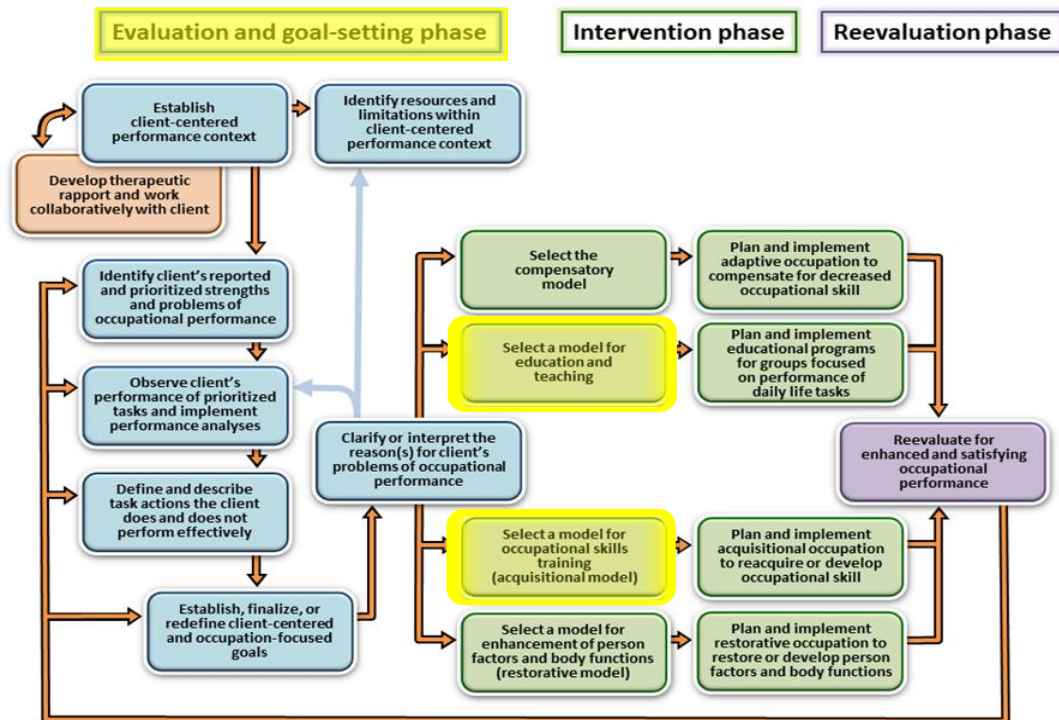 Evaluation and goal-setting phase
Intervention phase
Reevaluation phase
Establish
client-centered
performance context
Identify resources and
limitations within
client-centered
performance context
Develop therapeutic
rapport and work
collaboratively with client
Identify client's reported
and prioritized strengths
and problems of
occupational performance
Observe client's
performance of prioritized
tasks and implement
performance analyses
Define and describe
task actions the client
does and does not
perform effectively
Establish, finalize, or
redefine client-centered
and occupation-focused
goals
Clarify or interpret the
reason(s) for client's
problems of occupational
performance
Select the
compensatory
model
Plan and implement
adaptive occupation to
compensate for decreased
occupational skill
Select a model for
education and
teaching
Plan and implement
educational programs
for groups focused
on performance of
daily life tasks
Select a model for
occupational skills
training
(acquisitional model)
Plan and implement
acquisitional occupation
to reacquire or develop
occupational skill
Select a model for
enhancement of person
factors and body functions
(restorative model)
Plan and implement
restorative occupation to
restore or develop person
factors and body functions
Reevaluate for
enhanced and satisfying
occupational
performance